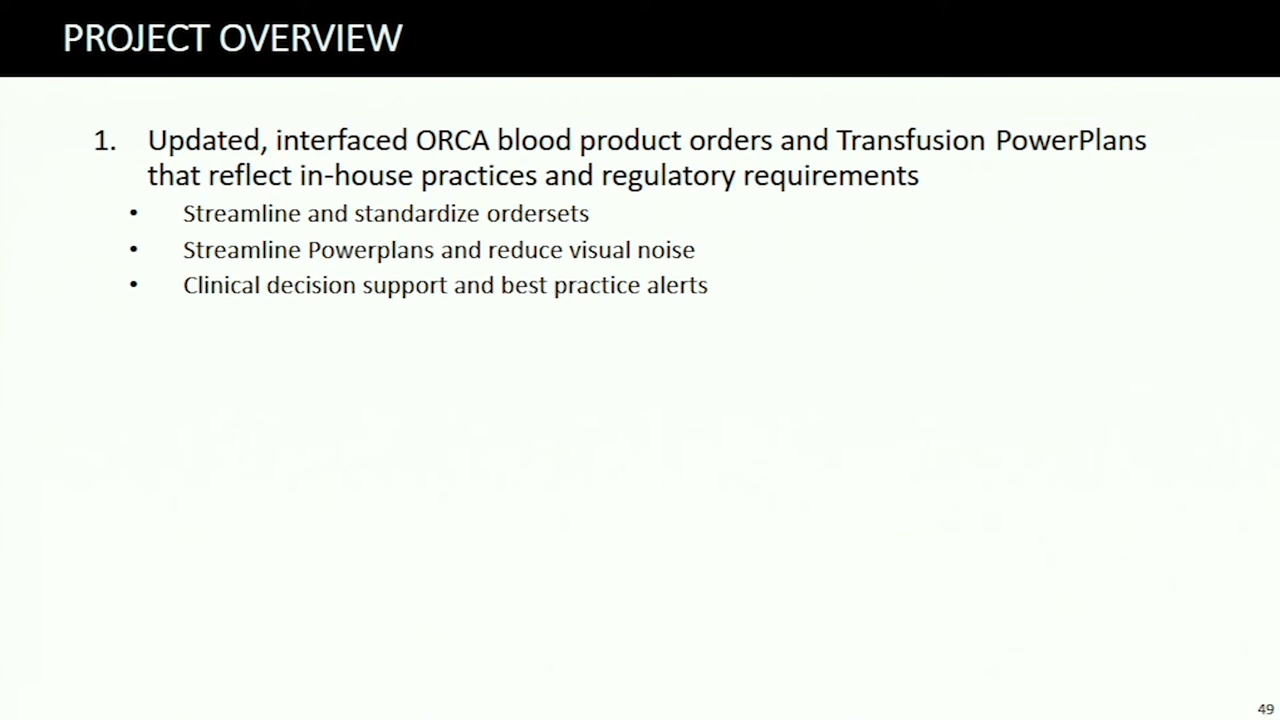 PROJECT OVERVIEW
1. Updated, interfaced ORCA blood product orders and Transfusion PowerPlans
that reflect in-house practices and regulatory requirements
• Streamline and standardize ordersets
• Streamline Powerplans and reduce visual noise
• Clinical decision support and best practice alerts
49